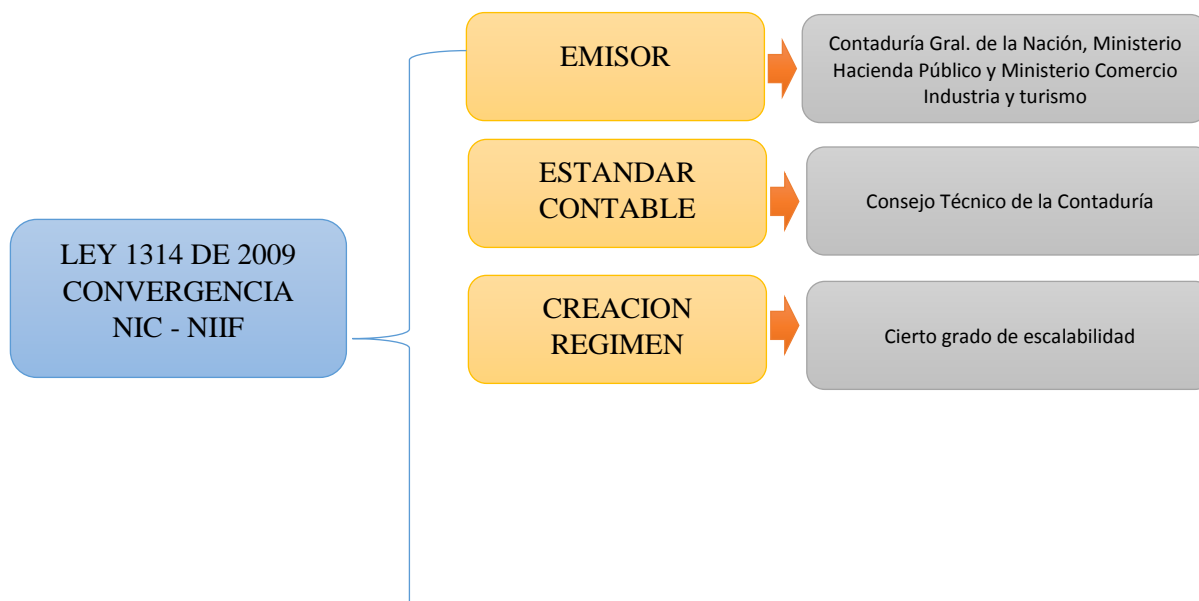 LEY 1314 DE 2009
CONVERGENCIA
NIC - NIIF
EMISOR
Contaduría Gral. de la Nación, Ministerio
Hacienda Público y Ministerio Comercio
Industria y turismo
ESTANDAR
CONTABLE
Consejo Técnico de la Contaduría
CREACION
REGIMEN
Cierto grado de escalabilidad